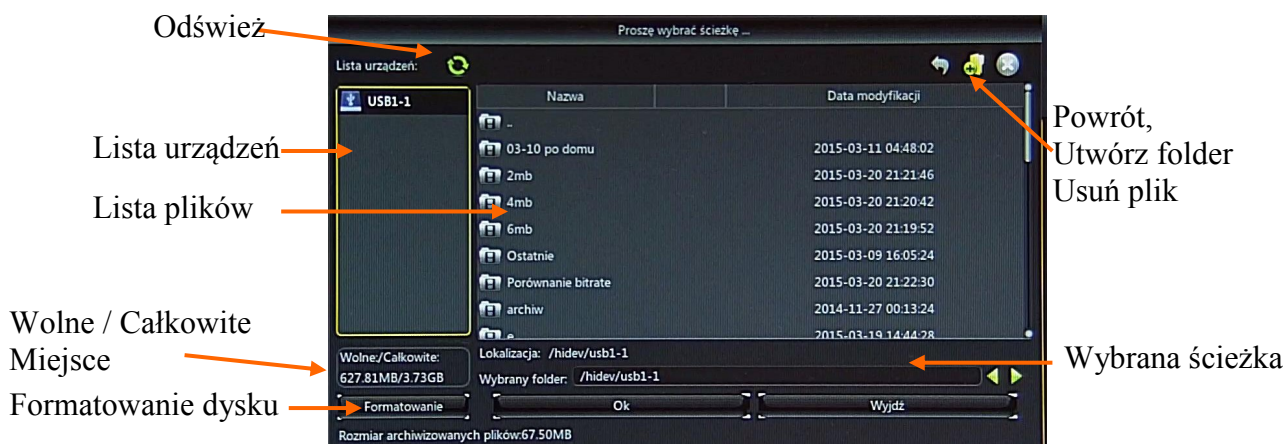 Odśwież
Proszę wybrać ścieżkę ...
Lista urządzeń:
USB1-1
Nazwa Data modyfikacji
..
03-10 po domu 2015-03-11 04:48:02
2mb 2015-03-20 21:21:46
4mb 2015-03-20 21:20:42
6mb 2015-03-20 21:19:52
Ostatnie 2015-03-09 16:05:24
Porównanie bitrate 2015-03-20 21:22:30
archiw 2014-11-27 00:13:24
e 2015-03-19 14:44:28
Lista urządzeń
Lista plików
Powrót,
Utwórz folder
Usuń plik
Wolne / Całkowite
Miejsce
Wolne:/Całkowite:
627.81MB/3.73GB
Lokalizacja: /hidev/usb1-1
Wybrany folder: /hidev/usb1-1
Wybrana ścieżka
Formatowanie dysku
Formatowanie Ok Wyjdź
Rozmiar archiwizowanych plików:67.50MB